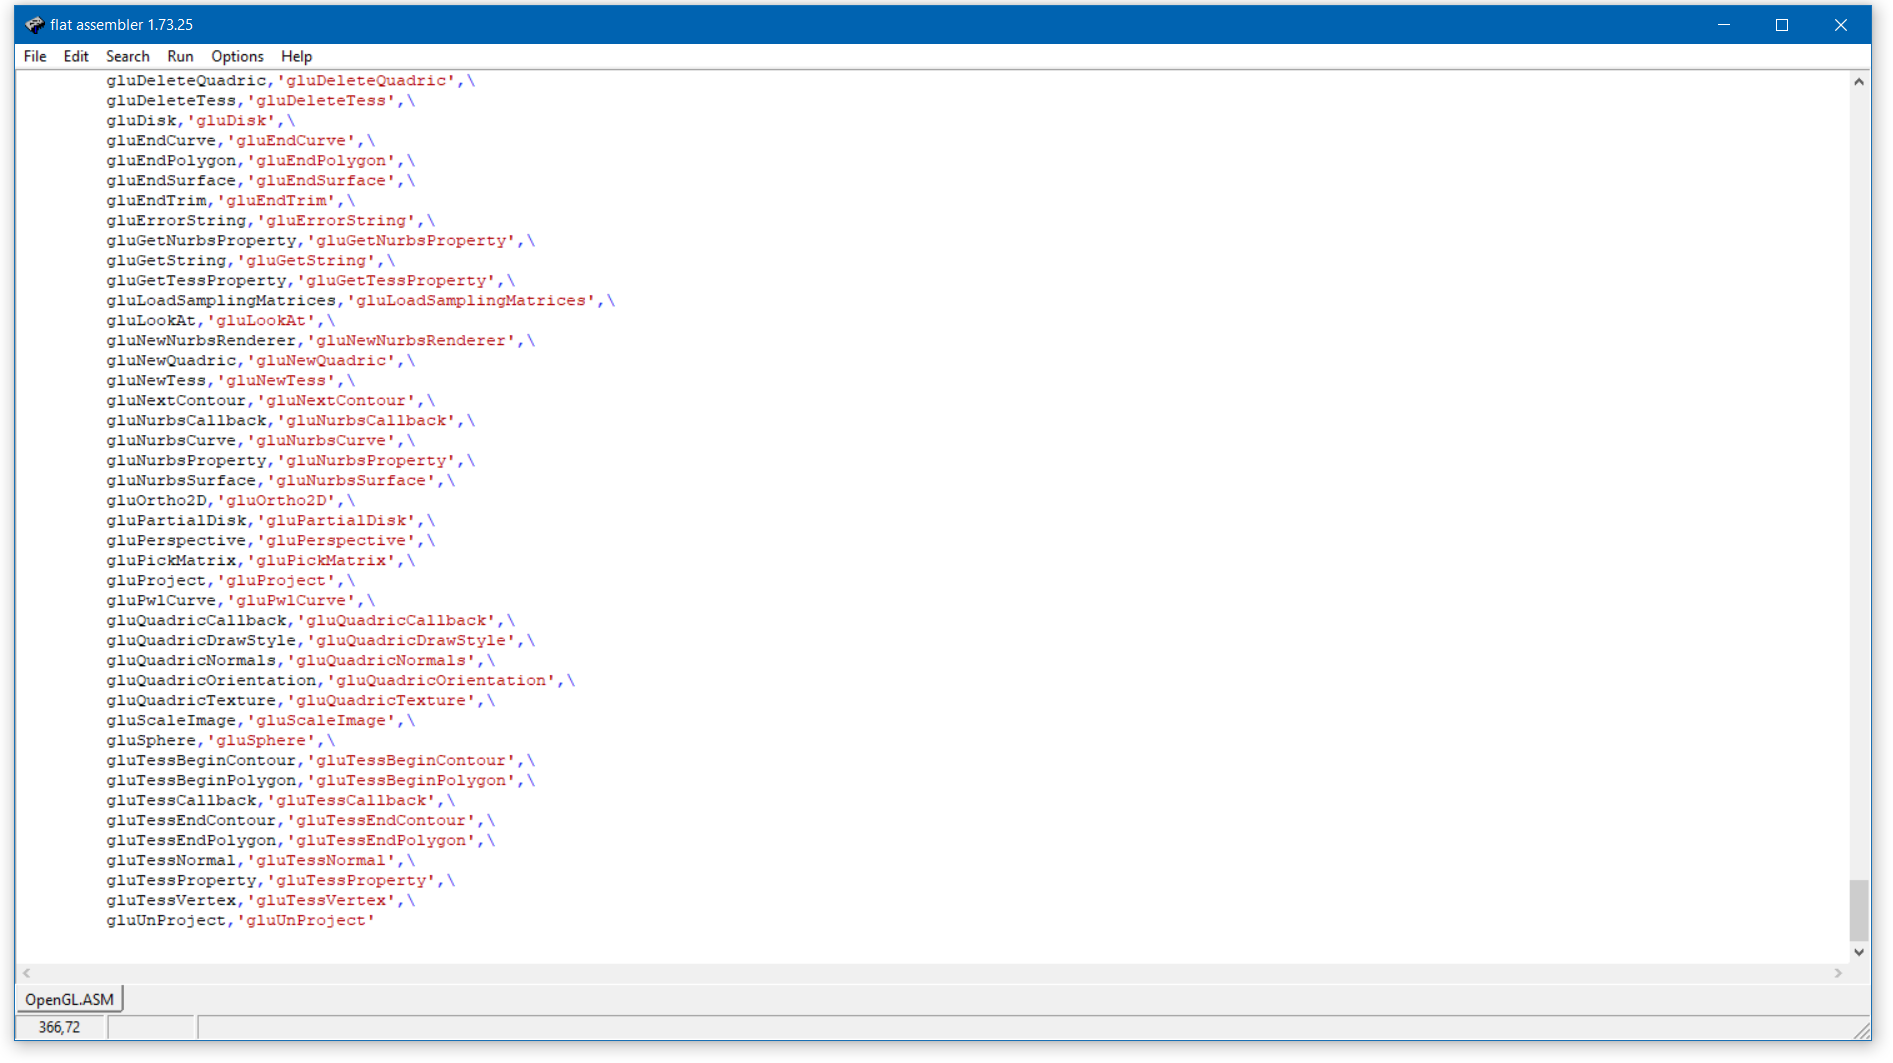 flat assembler 1.73.25
File Edit Search Run Options Help
gluDeleteQuadric,'gluDeleteQuadric',\
gluDeleteTess,'gluDeleteTess',\
gluDisk,'gluDisk',\
gluEndCurve,'gluEndCurve',\
gluEndPolygon,'gluEndPolygon',\
gluEndSurface,'gluEndSurface',\
gluEndTrim,'gluEndTrim',\
gluErrorString,'gluErrorString',\
gluGetNurbsProperty,'gluGetNurbsProperty',\
gluGetString,'gluGetString',\
gluGetTessProperty,'gluGetTessProperty',\
gluLoadSamplingMatrices,'gluLoadSamplingMatrices',\
gluLookAt,'gluLookAt',\
gluNewNurbsRenderer,'gluNewNurbsRenderer',\
gluNewQuadric,'gluNewQuadric',\
gluNewTess,'gluNewTess',\
gluNextContour,'gluNextContour',\
gluNurbsCallback,'gluNurbsCallback',\
gluNurbsCurve,'gluNurbsCurve',\
gluNurbsProperty,'gluNurbsProperty',\
gluNurbsSurface,'gluNurbsSurface',\
gluOrtho2D,'gluOrtho2D',\
gluPartialDisk,'gluPartialDisk',\
gluPerspective,'gluPerspective',\
gluPickMatrix,'gluPickMatrix',\
gluProject,'gluProject',\
gluPwlCurve,'gluPwlCurve',\
gluQuadricCallback,'gluQuadricCallback',\
gluQuadricDrawStyle,'gluQuadricDrawStyle',\
gluQuadricNormals,'gluQuadricNormals',\
gluQuadricOrientation,'gluQuadricOrientation',\
gluQuadricTexture,'gluQuadricTexture',\
gluScaleImage,'gluScaleImage',\
gluSphere,'gluSphere',\
gluTessBeginContour,'gluTessBeginContour',\
gluTessBeginPolygon,'gluTessBeginPolygon',\
gluTessCallback,'gluTessCallback',\
gluTessEndContour,'gluTessEndContour',\
gluTessEndPolygon,'gluTessEndPolygon',\
gluTessNormal,'gluTessNormal',\
gluTessProperty,'gluTessProperty',\
gluTessVertex,'gluTessVertex',\
gluUnProject,'gluUnProject'
OpenGL.ASM
366,72